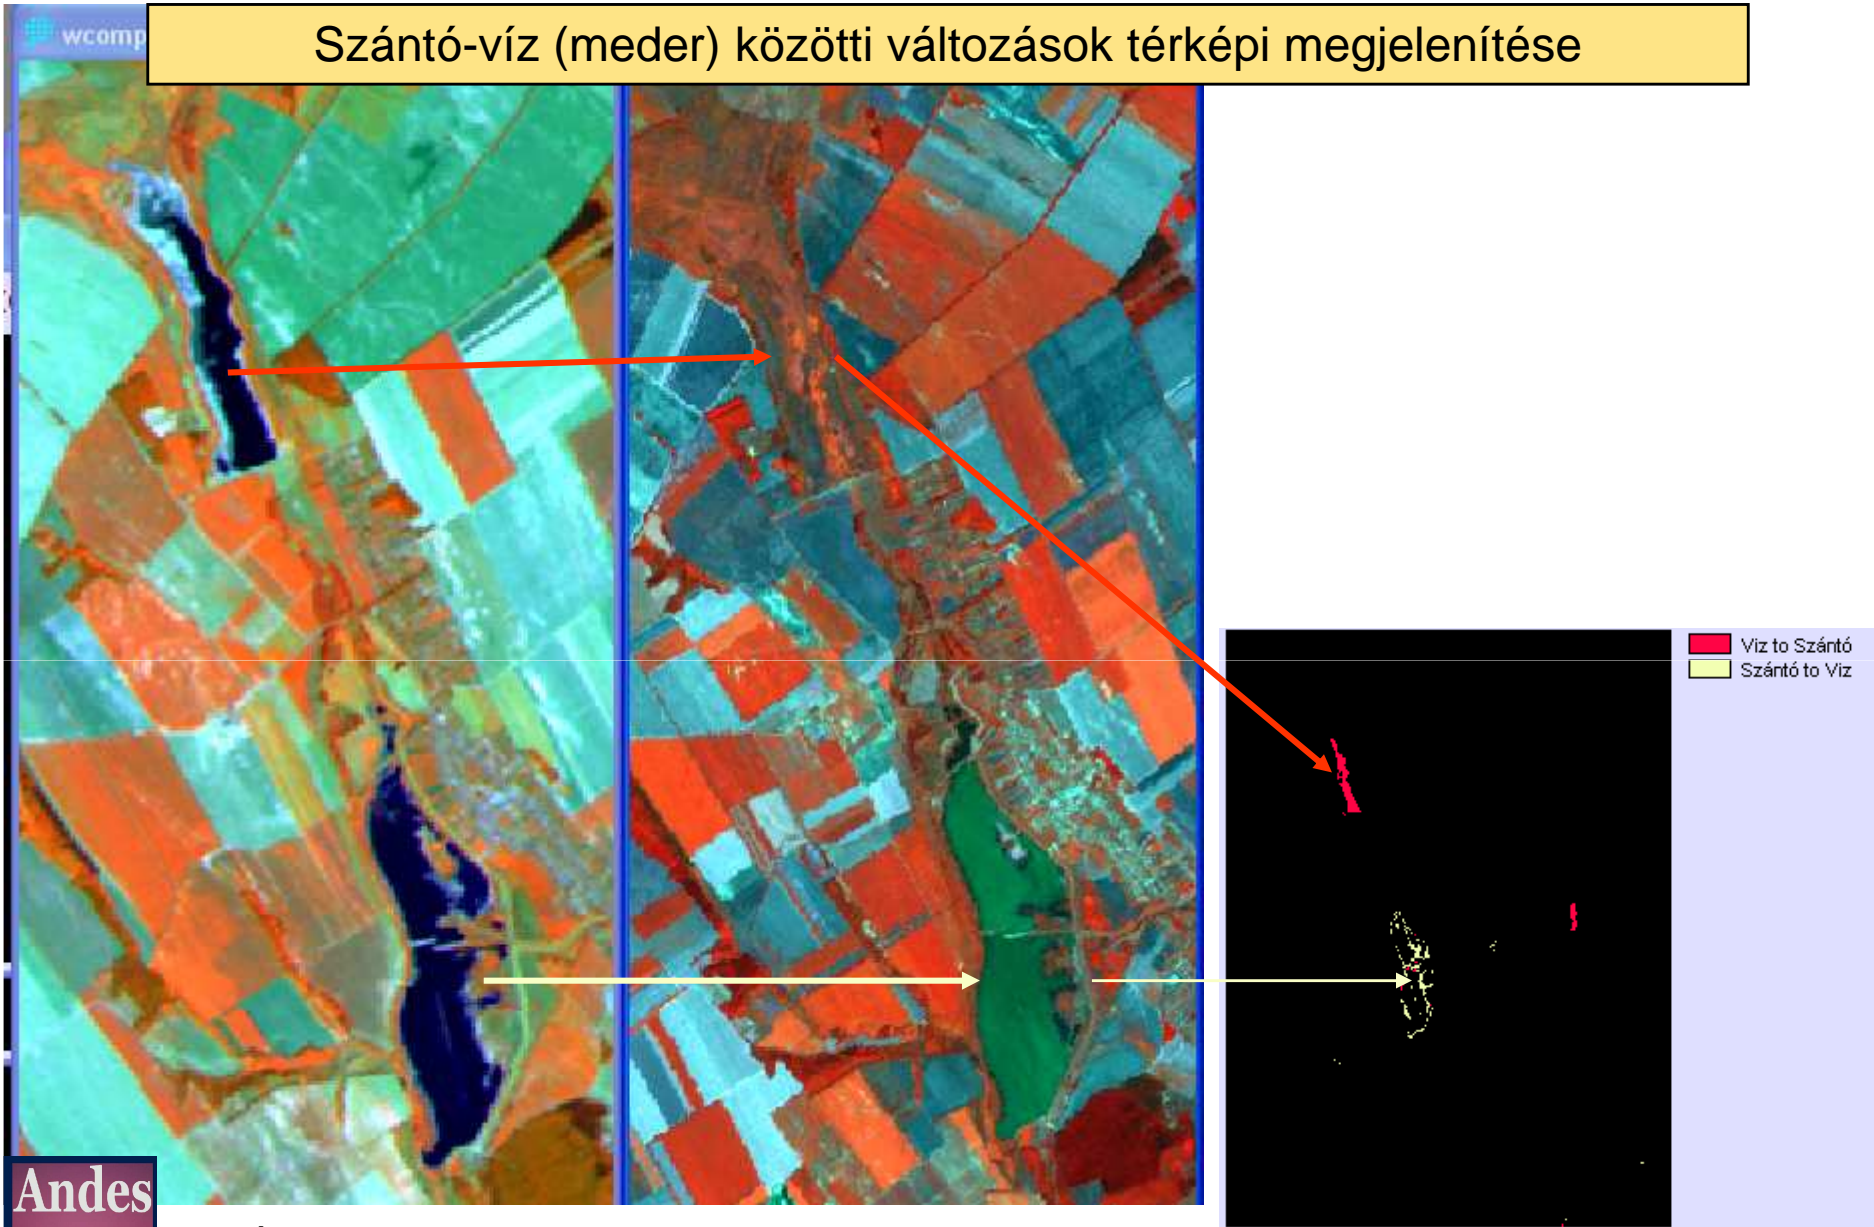 wcomp
Szántó-víz (meder) közötti változások térképi megjelenítése
Viz to Szántó
Szántó to Viz
Andes